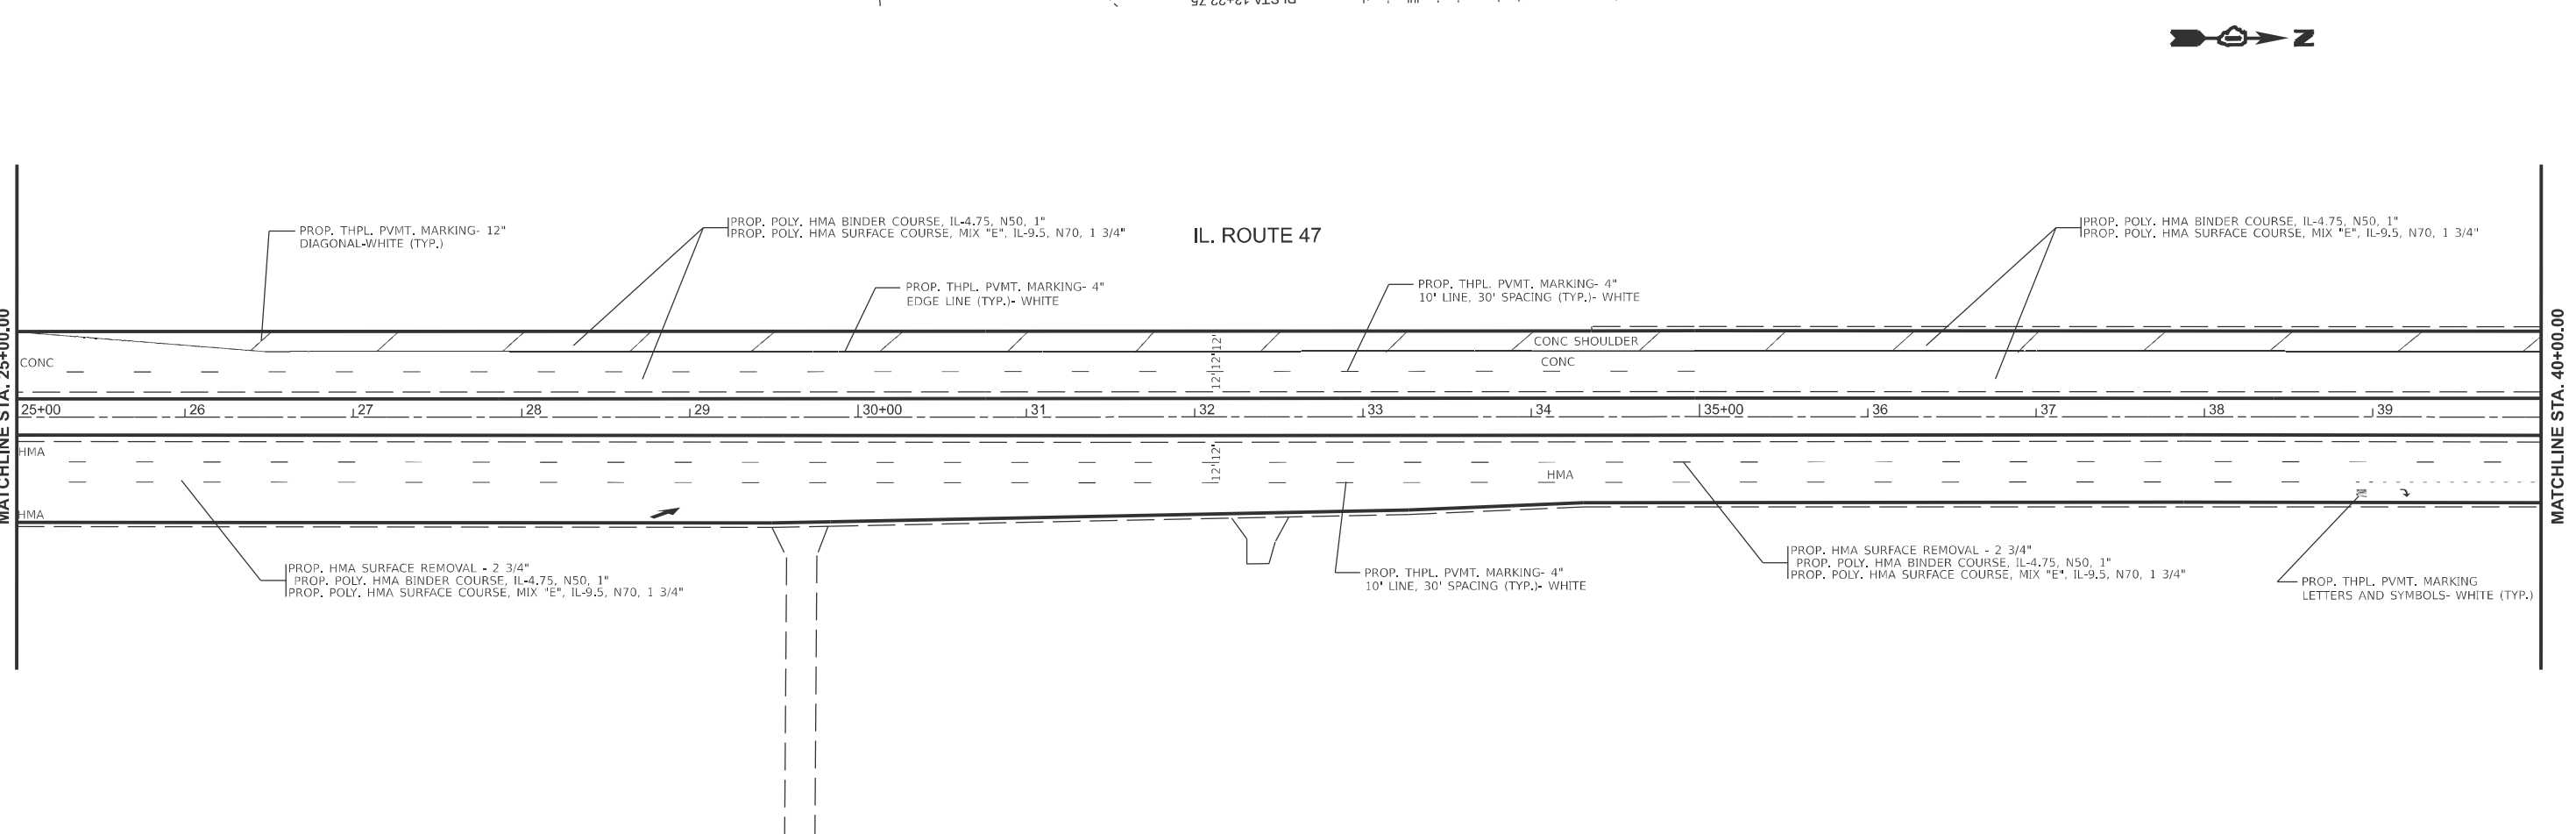 N
PROP. THPL. PVMT. MARKING- 12"
DIAGONAL-WHITE (TYP.)
PROP. POLY. HMA BINDER COURSE, IL-4.75, N50, 1"
PROP. POLY. HMA SURFACE COURSE, MIX "E", IL-9.5, N70, 1 3/4"
IL. ROUTE 47
PROP. POLY. HMA BINDER COURSE, IL-4.75, N50, 1"
PROP. POLY. HMA SURFACE COURSE, MIX "E", IL-9.5, N70, 1 3/4"
PROP. THPL. PVMT. MARKING- 4"
EDGE LINE (TYP.)- WHITE
PROP. THPL. PVMT. MARKING- 4"
10' LINE, 30' SPACING (TYP.)- WHITE
MATCHLINE STA. 25+00.00
MATCHLINE STA. 40+00.00
CONC SHOULDER
CONC
CONC
12'12'12'
25+00 26 27 28 29 30+00 31 32 33 34 35+00 36 37 38 39
HMA
12'12'
HMA
HMA
PROP. HMA SURFACE REMOVAL - 2 3/4"
PROP. POLY. HMA BINDER COURSE, IL-4.75, N50, 1"
PROP. POLY. HMA SURFACE COURSE, MIX "E", IL-9.5, N70, 1 3/4"
PROP. THPL. PVMT. MARKING- 4"
10' LINE, 30' SPACING (TYP.)- WHITE
PROP. HMA SURFACE REMOVAL - 2 3/4"
PROP. POLY. HMA BINDER COURSE, IL-4.75, N50, 1"
PROP. POLY. HMA SURFACE COURSE, MIX "E", IL-9.5, N70, 1 3/4"
PROP. THPL. PVMT. MARKING
LETTERS AND SYMBOLS- WHITE (TYP.)